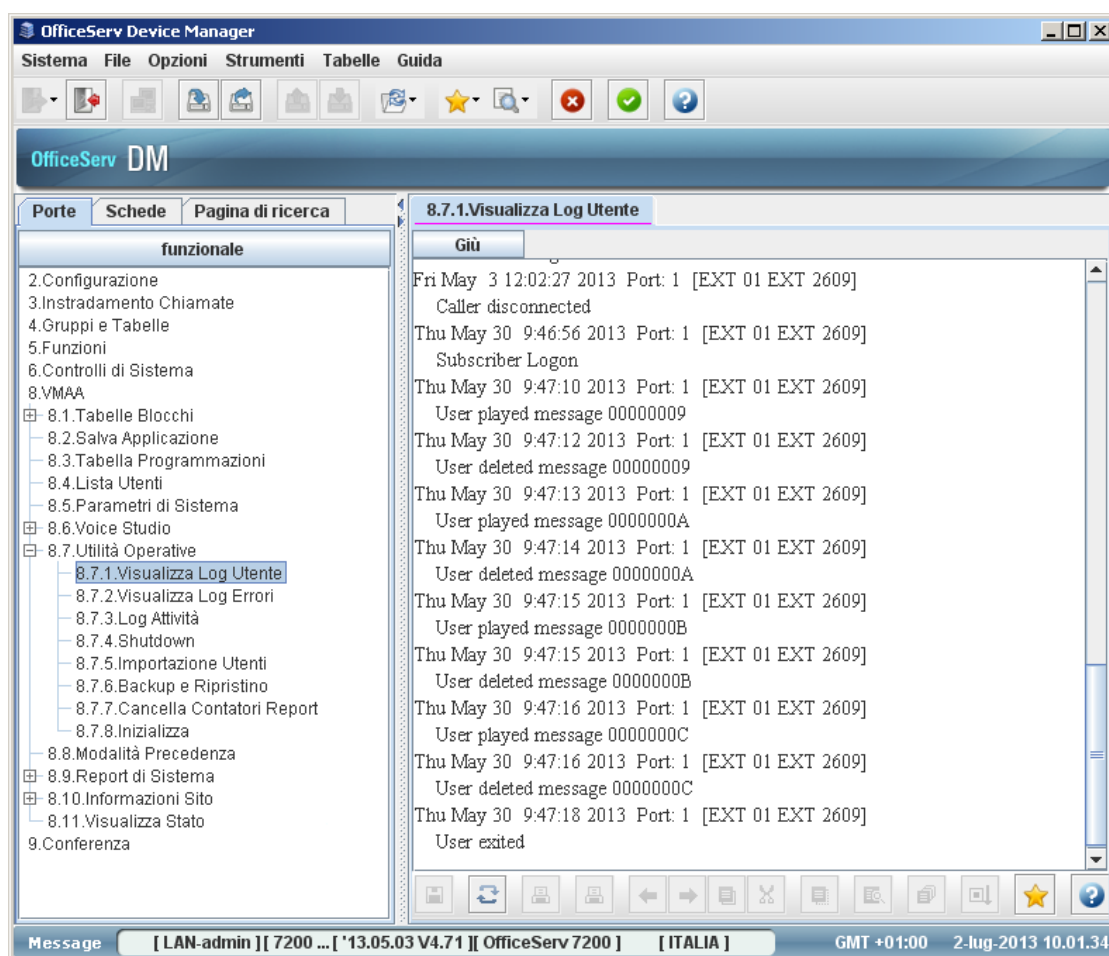 OfficeServ Device Manager
Sistema File Opzioni Strumenti Tabelle Guida
OfficeServ DM
Porte Schede Pagina di ricerca
funzionale
2.Configurazione
3.Instradamento Chiamate
4.Gruppi e Tabelle
5.Funzioni
6.Controlli di Sistema
8.VMAA
8.1.Tabelle Blocchi
8.2.Salva Applicazione
8.3.Tabella Programmazioni
8.4.Lista Utenti
8.5.Parametri di Sistema
8.6.Voice Studio
8.7.Utilità Operative
8.7.1.Visualizza Log Utente
8.7.2.Visualizza Log Errori
8.7.3.Log Attività
8.7.4.Shutdown
8.7.5.Importazione Utenti
8.7.6.Backup e Ripristino
8.7.7.Cancella Contatori Report
8.7.8.Inizializza
8.8.Modalità Precedenza
8.9.Report di Sistema
8.10.Informazioni Sito
8.11.Visualizza Stato
9.Conferenza
8.7.1.Visualizza Log Utente
Giù
Fri May 3 12:02:27 2013 Port: 1 [EXT 01 EXT 2609]
Caller disconnected
Thu May 30 9:46:56 2013 Port: 1 [EXT 01 EXT 2609]
Subscriber Logon
Thu May 30 9:47:10 2013 Port: 1 [EXT 01 EXT 2609]
User played message 00000009
Thu May 30 9:47:12 2013 Port: 1 [EXT 01 EXT 2609]
User deleted message 00000009
Thu May 30 9:47:13 2013 Port: 1 [EXT 01 EXT 2609]
User played message 0000000A
Thu May 30 9:47:14 2013 Port: 1 [EXT 01 EXT 2609]
User deleted message 0000000A
Thu May 30 9:47:15 2013 Port: 1 [EXT 01 EXT 2609]
User played message 0000000B
Thu May 30 9:47:15 2013 Port: 1 [EXT 01 EXT 2609]
User deleted message 0000000B
Thu May 30 9:47:16 2013 Port: 1 [EXT 01 EXT 2609]
User played message 0000000C
Thu May 30 9:47:16 2013 Port: 1 [EXT 01 EXT 2609]
User deleted message 0000000C
Thu May 30 9:47:18 2013 Port: 1 [EXT 01 EXT 2609]
User exited
Message [ LAN-admin ][ 7200 ... [ '13.05.03 V4.71 ][ OfficeServ 7200 ] [ ITALIA ] GMT +01:00 2-lug-2013 10.01.34